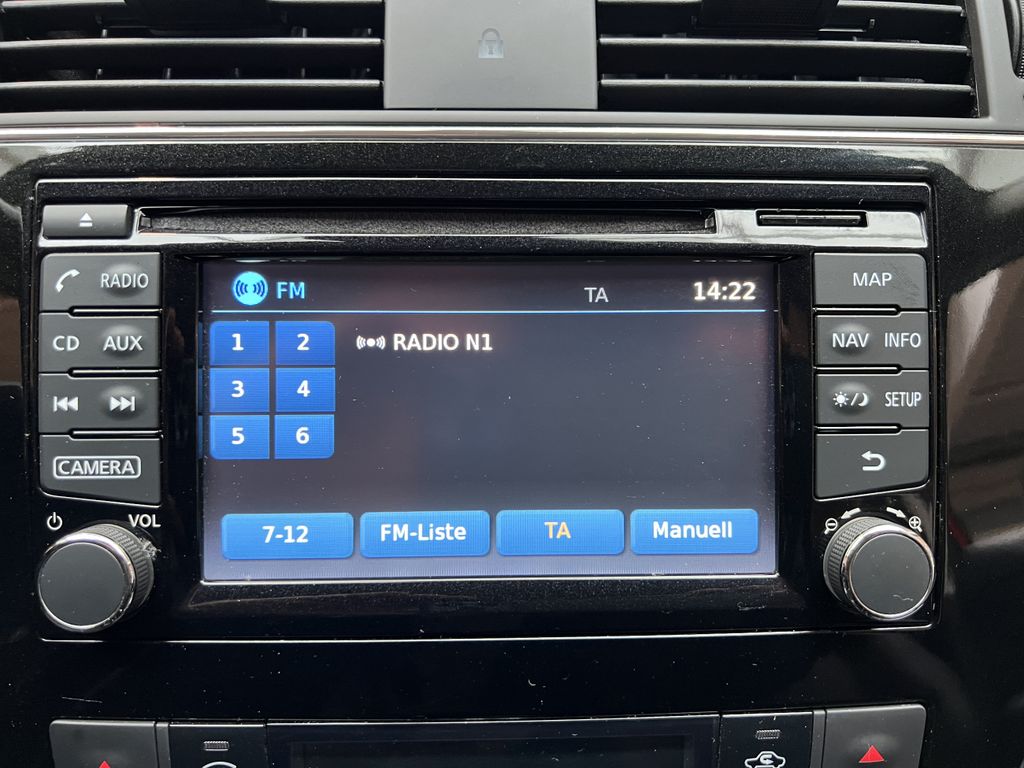 RADIO
CD AUX
CAMERA
VOL
FM TA 14:22
1 2 RADIO N1
3 4
5 6
7-12 FM-Liste TA Manuell
MAP
NAV INFO
SETUP